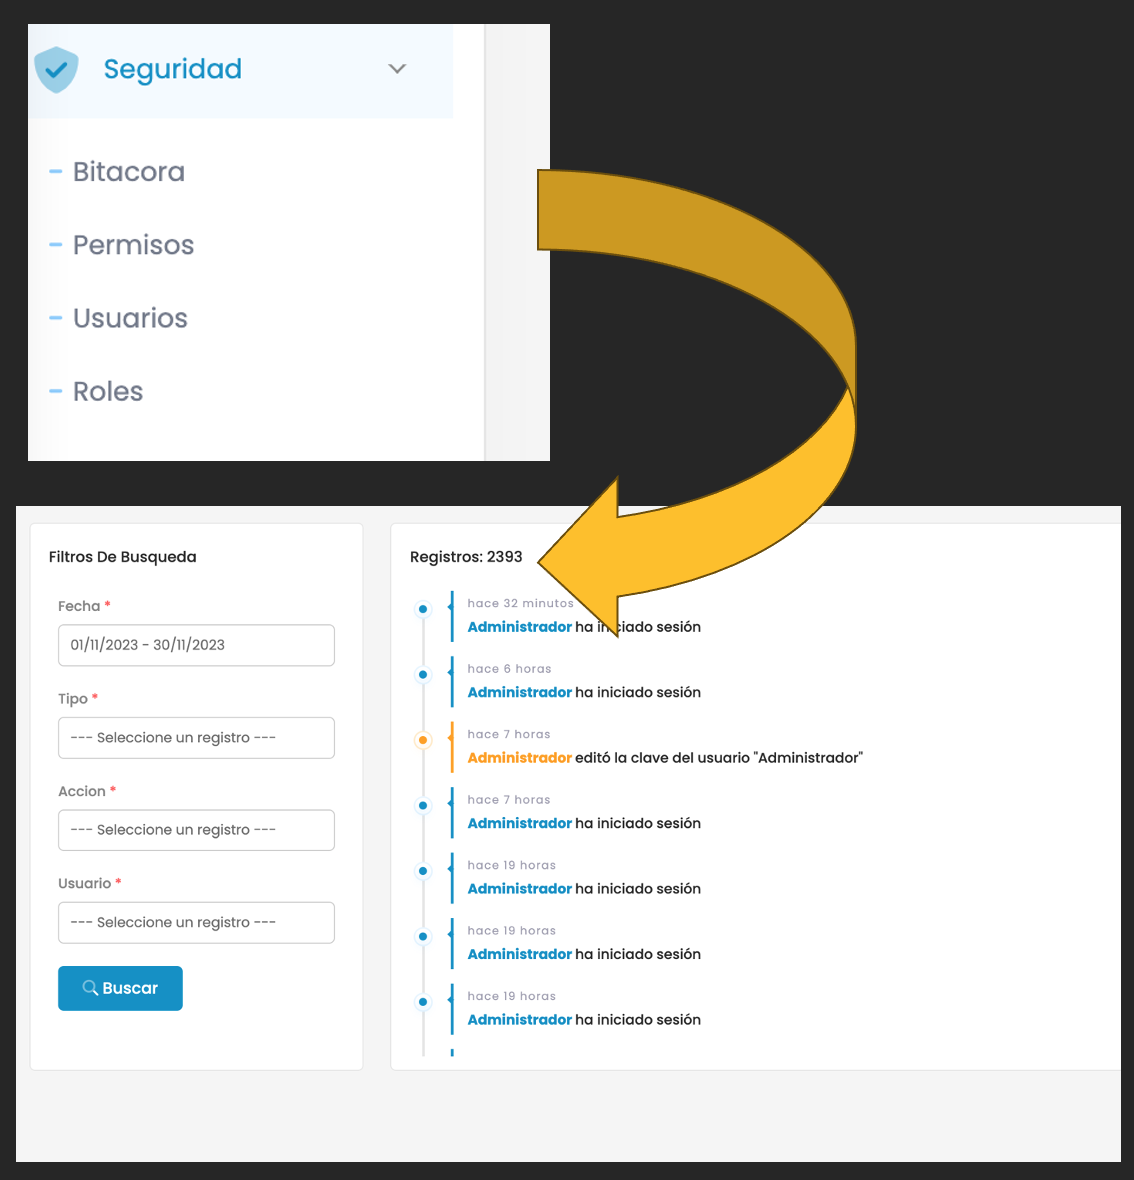 Seguridad
- Bitacora
- Permisos
- Usuarios
- Roles
Filtros De Busqueda
Fecha *
01/11/2023 - 30/11/2023
Tipo *
--- Seleccione un registro ---
Accion *
--- Seleccione un registro ---
Usuario *
--- Seleccione un registro ---
Buscar
Registros: 2393
hace 32 minutos
Administrador ha iniciado sesión
hace 6 horas
Administrador ha iniciado sesión
hace 7 horas
Administrador editó la clave del usuario "Administrador"
hace 7 horas
Administrador ha iniciado sesión
hace 19 horas
Administrador ha iniciado sesión
hace 19 horas
Administrador ha iniciado sesión
hace 19 horas
Administrador ha iniciado sesión